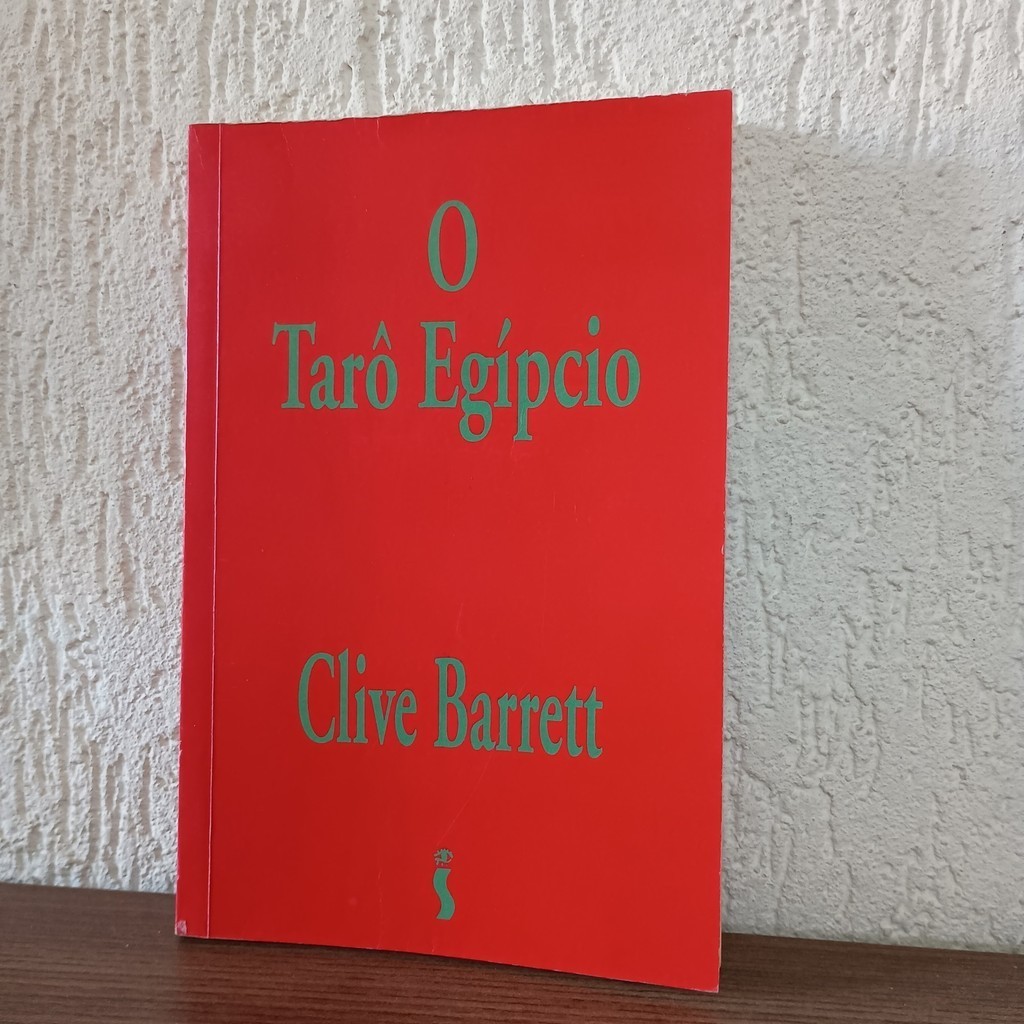 O
Tarô Egípcio
Clive Barrett